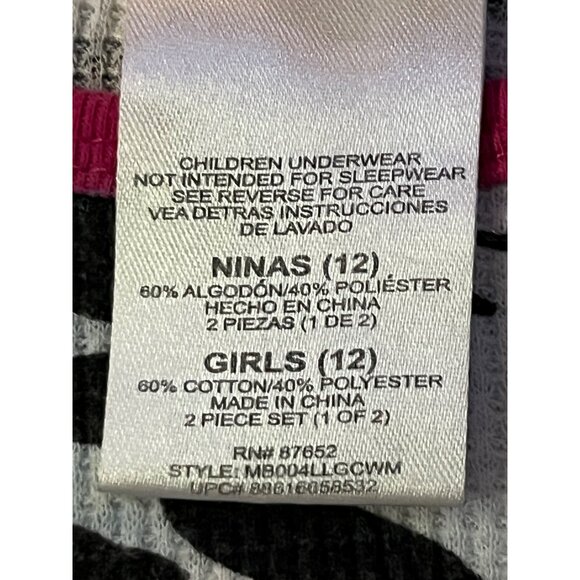 CHILDREN UNDERWEAR
NOT INTENDED FOR SLEEPWEAR
SEE REVERSE FOR CARE
VEA DETRAS INSTRUCCIONES
DE LAVADO
NINAS (12)
60% ALGODÓN/40% POLIÉSTER
HECHO EN CHINA
2 PIEZAS (1 DE 2)
GIRLS (12)
60% COTTON/40% POLYESTER
MADE IN CHINA
2 PIECE SET (1 OF 2)
RN# 87652
STYLE: MB004LLGCWM
UPC# 88616058532